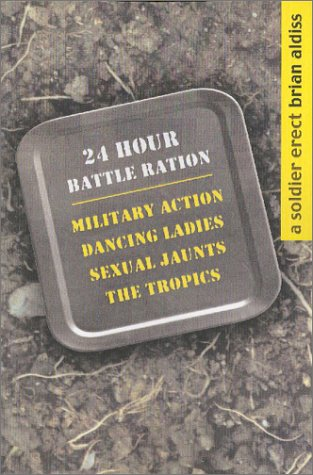 a soldier erect brian aldiss
24 HOUR
BATTLE RATION
MILITARY ACTION
DANCING LADIES
SEXUAL JAUNTS
THE TROPICS